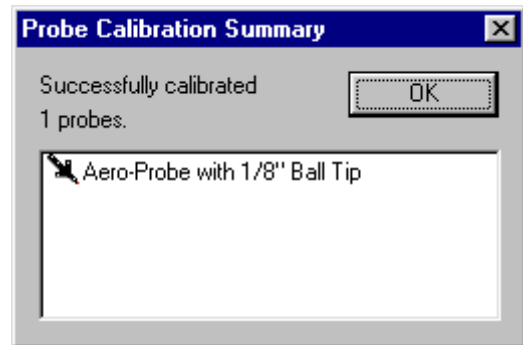 Probe Calibration Summary
Successfully calibrated
1 probes.
OK
Aero-Probe with 1/8" Ball Tip